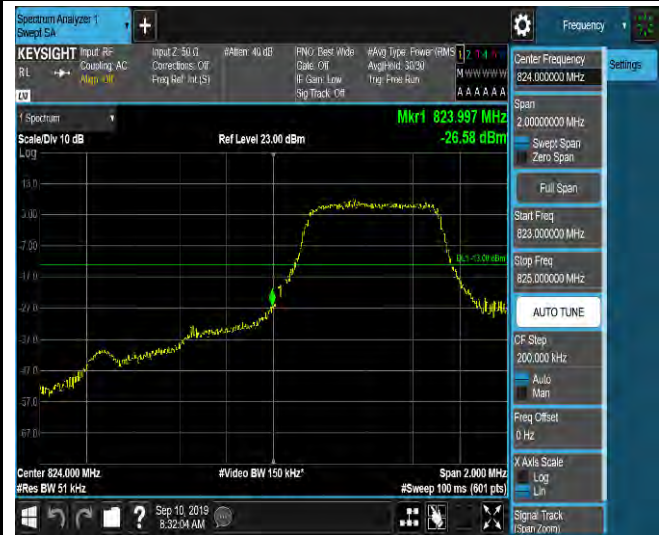 Spectrum Analyzer 1
Swept SA
+
Frequency
KEYSIGHT
RL
LXI
Input: RF
Coupling: AC
Align: Off
Input Z: 50 Ω
Corrections: Off
Freq Ref: Int (S)
#Atten: 40 dB
PNO: Best Wide
Gate: Off
IF Gain: Low
Sig Track: Off
#Avg Type: Power (RMS
Avg|Hold: 30/30
Trig: Free Run
M W W W W W
A A A A A A
1 Spectrum
Scale/Div 10 dB
Log
Ref Level 23.00 dBm
Mkr1 823.997 MHz
-26.58 dBm
13.0
3.00
-7.00
DL1 -13.00 dBm
-17.0
1
-27.0
-37.0
-47.0
-57.0
-67.0
Center 824.000 MHz
#Res BW 51 kHz
#Video BW 150 kHz*
Span 2.000 MHz
#Sweep 100 ms (601 pts)
Sep 10, 2019
8:32:04 AM
?
Center Frequency
824.000000 MHz
Settings
Span
2.00000000 MHz
Swept Span
Zero Span
Full Span
Start Freq
823.000000 MHz
Stop Freq
825.000000 MHz
AUTO TUNE
CF Step
200.000 kHz
Auto
Man
Freq Offset
0 Hz
X Axis Scale
Log
Lin
Signal Track
(Span Zoom)